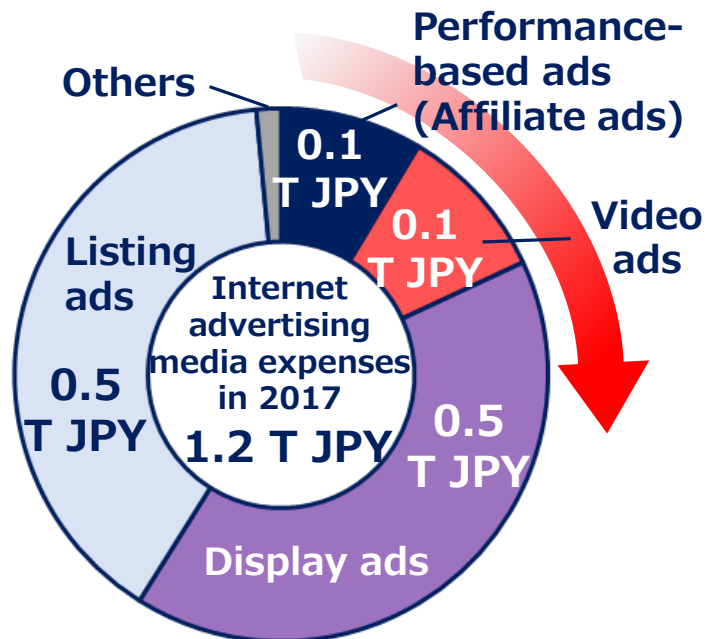 Performance-
based ads
(Affiliate ads)
Others
0.1
T JPY
Video
ads
0.1
T JPY
Listing
ads
0.5
T JPY
Internet
advertising
media expenses
in 2017
1.2 T JPY
0.5
T JPY
Display ads